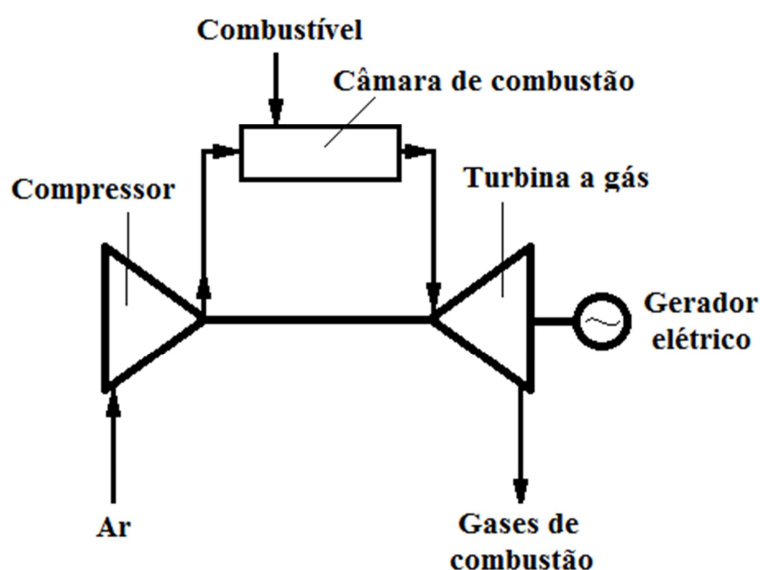 Combustível
Câmara de combustão
Compressor
Turbina a gás
Gerador
elétrico
Ar
Gases de
combustão